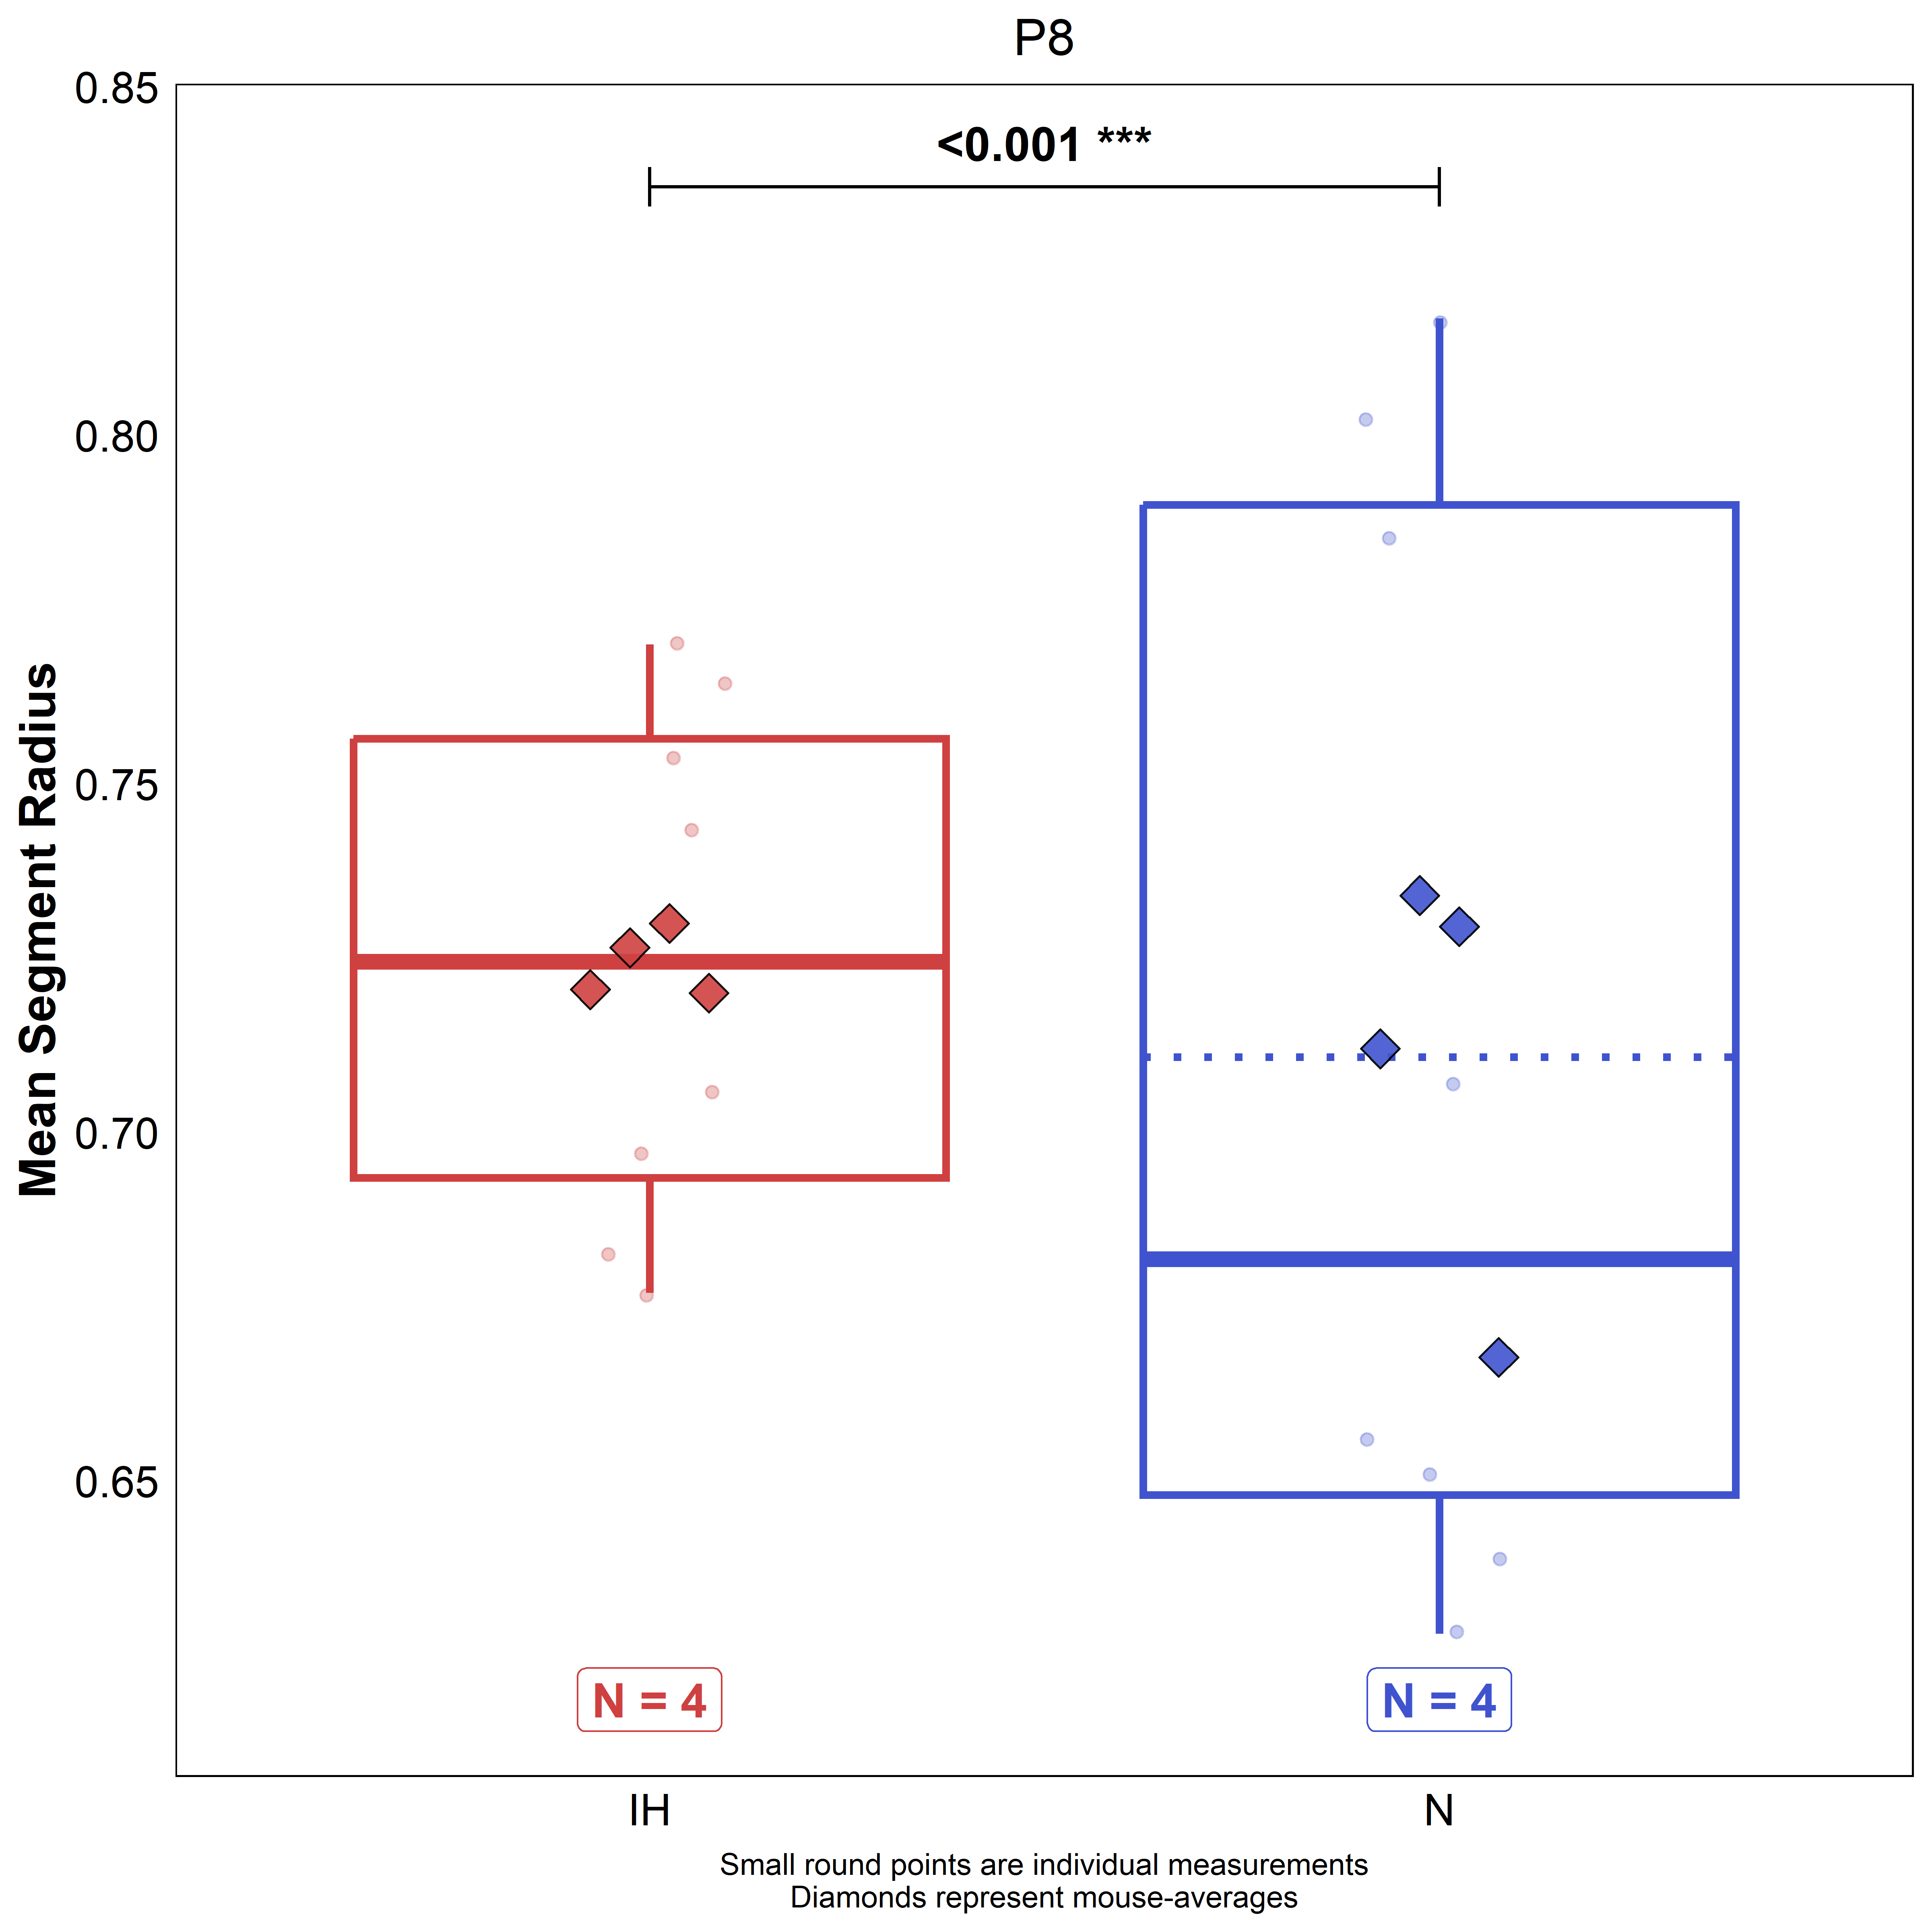 P8
0.85
<0.001 ***
0.80
0.75
0.70
0.65
Mean Segment Radius
N = 4
N = 4
IH
N
Small round points are individual measurements
Diamonds represent mouse-averages